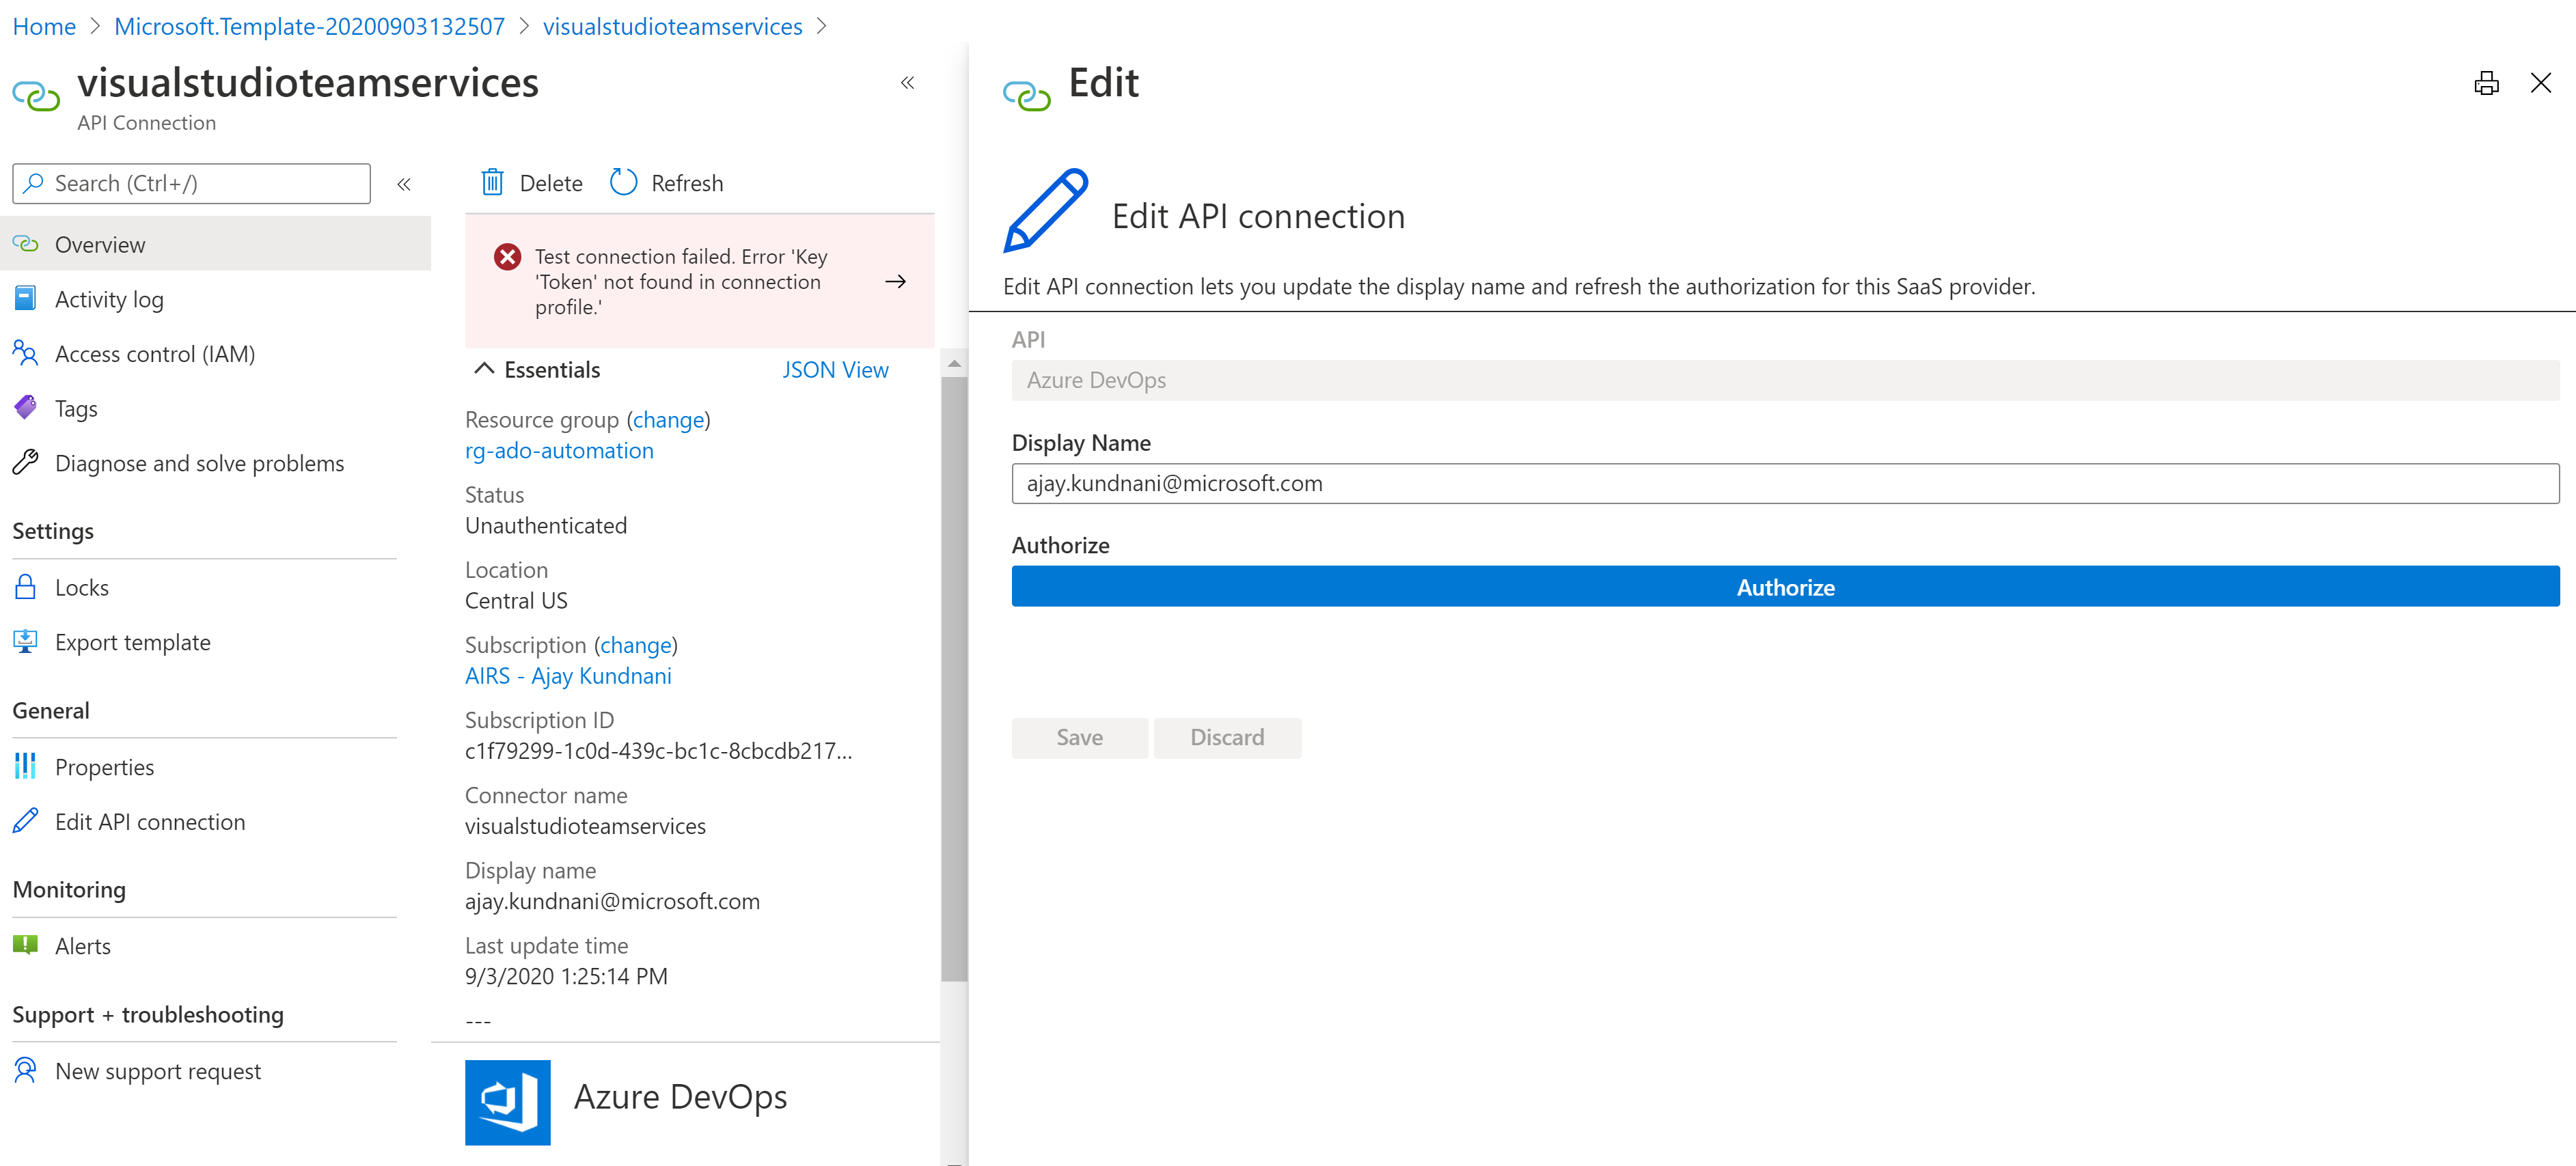 Home > Microsoft.Template-20200903132507 > visualstudioteamservices >
visualstudioteamservices
API Connection
«
Search (Ctrl+/)
«
Overview
Activity log
Access control (IAM)
Tags
Diagnose and solve problems
Settings
Locks
Export template
General
Properties
Edit API connection
Monitoring
Alerts
Support + troubleshooting
New support request
Delete
Refresh
Test connection failed. Error 'Key
'Token' not found in connection
profile.'
Essentials
JSON View
Resource group (change)
rg-ado-automation
Status
Unauthenticated
Location
Central US
Subscription (change)
AIRS - Ajay Kundnani
Subscription ID
c1f79299-1c0d-439c-bc1c-8cbcdb217...
Connector name
visualstudioteamservices
Display name
ajay.kundnani@microsoft.com
Last update time
9/3/2020 1:25:14 PM
---
Azure DevOps
Edit
Edit API connection
Edit API connection lets you update the display name and refresh the authorization for this SaaS provider.
API
Azure DevOps
Display Name
ajay.kundnani@microsoft.com
Authorize
Authorize
Save
Discard